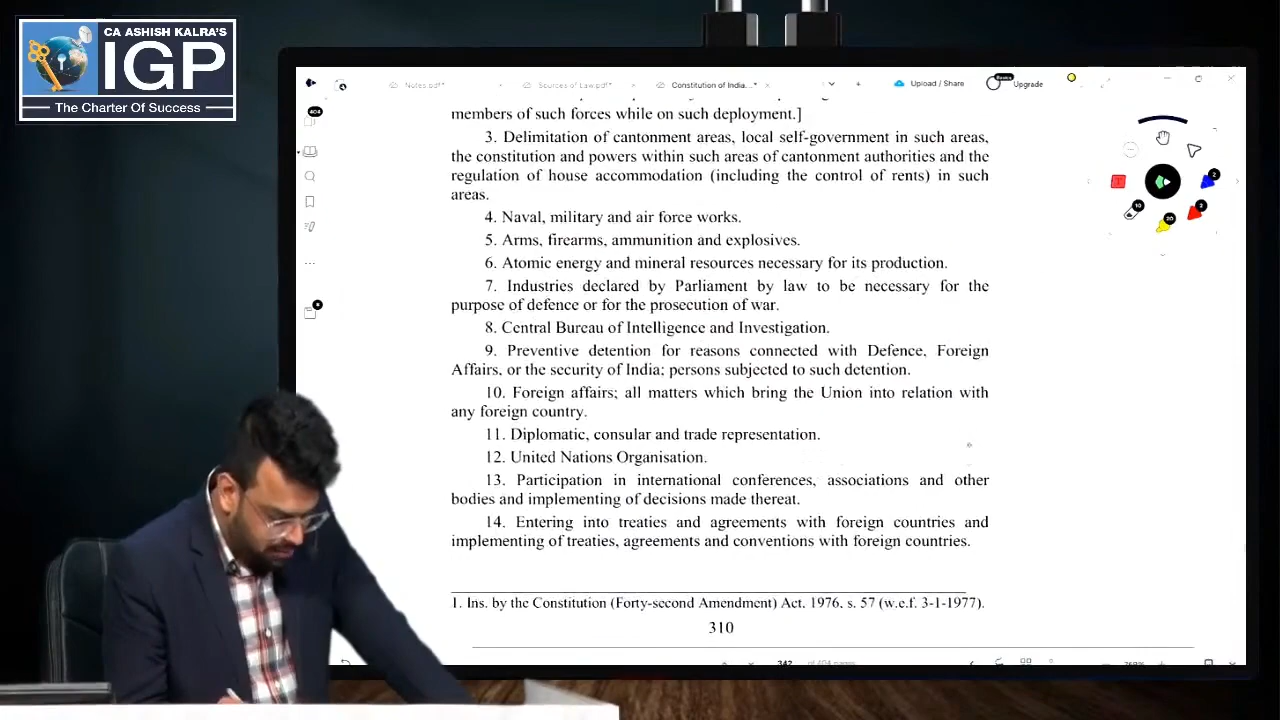 CA ASHISH KALRA'S
IGP
The Charter Of Success
Notes.pdf*
Sources of Law.pdf*
Constitution of India...*
Upload / Share
Upgrade
members of such forces while on such deployment.]
3. Delimitation of cantonment areas, local self-government in such areas,
the constitution and powers within such areas of cantonment authorities and the
regulation of house accommodation (including the control of rents) in such
areas.
4. Naval, military and air force works.
5. Arms, firearms, ammunition and explosives.
6. Atomic energy and mineral resources necessary for its production.
7. Industries declared by Parliament by law to be necessary for the
purpose of defence or for the prosecution of war.
8. Central Bureau of Intelligence and Investigation.
9. Preventive detention for reasons connected with Defence, Foreign
Affairs, or the security of India; persons subjected to such detention.
10. Foreign affairs; all matters which bring the Union into relation with
any foreign country.
11. Diplomatic, consular and trade representation.
12. United Nations Organisation.
13. Participation in international conferences, associations and other
bodies and implementing of decisions made thereat.
14. Entering into treaties and agreements with foreign countries and
implementing of treaties, agreements and conventions with foreign countries.
1. Ins. by the Constitution (Forty-second Amendment) Act, 1976, s. 57 (w.e.f. 3-1-1977).
310
342 of 404 pages